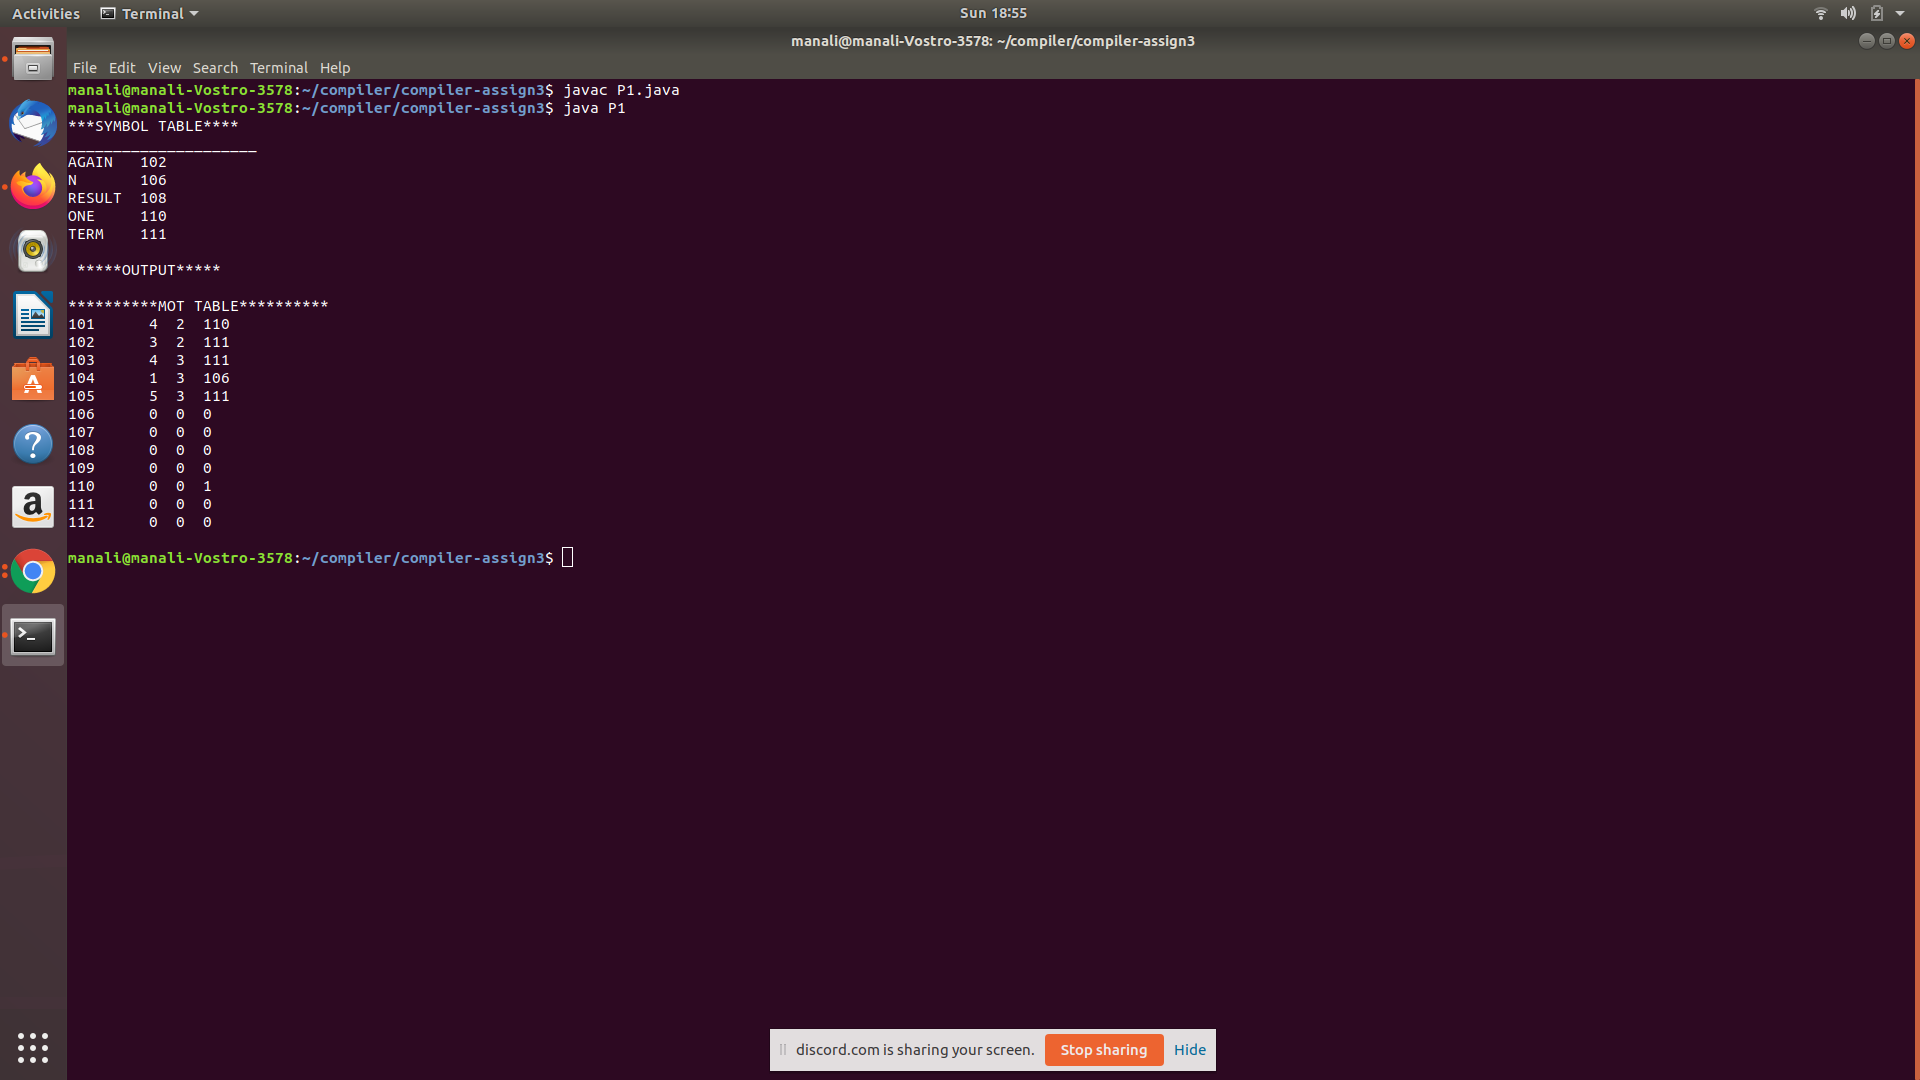 Activities Terminal Sun 18:55
manali@manali-Vostro-3578: ~/compiler/compiler-assign3
File Edit View Search Terminal Help
manali@manali-Vostro-3578:~/compiler/compiler-assign3$ javac P1.java
manali@manali-Vostro-3578:~/compiler/compiler-assign3$ java P1
***SYMBOL TABLE****
_____________________
AGAIN   102
N       106
RESULT  108
ONE     110
TERM    111
 *****OUTPUT*****
**********MOT TABLE**********
101      4  2  110
102      3  2  111
103      4  3  111
104      1  3  106
105      5  3  111
106      0  0  0
107      0  0  0
108      0  0  0
109      0  0  0
110      0  0  1
111      0  0  0
112      0  0  0
manali@manali-Vostro-3578:~/compiler/compiler-assign3$
discord.com is sharing your screen. Stop sharing Hide